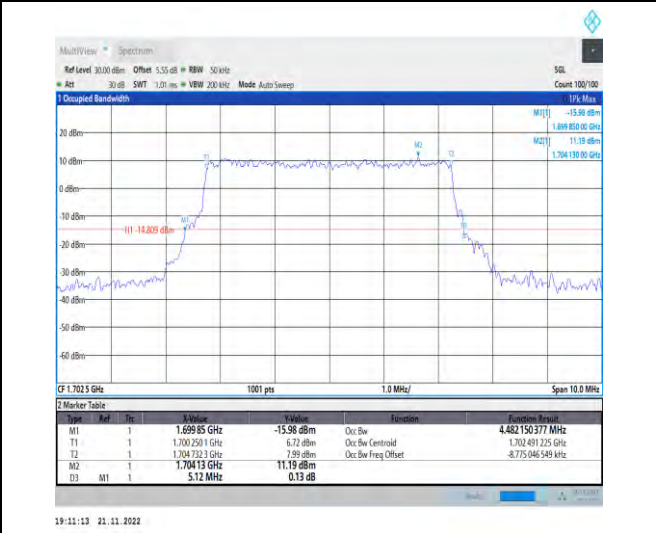 MultiView Spectrum
Ref Level 30.00 dBm Offset 5.55 dB RBW 50 kHz SGL
Att 30 dB SWT 1.01 ms VBW 200 kHz Mode Auto Sweep Count 100/100
1 Occupied Bandwidth 1Pk Max
M1[1] -15.98 dBm
1.699 850 00 GHz
M2[1] 11.19 dBm
1.704 130 00 GHz
20 dBm
M2
T1 T2
10 dBm
0 dBm
-10 dBm
M1
H1 -14.809 dBm
-20 dBm
-30 dBm
-40 dBm
-50 dBm
-60 dBm
CF 1.702 5 GHz 1001 pts 1.0 MHz/ Span 10.0 MHz
2 Marker Table
Type Ref Trc X-Value Y-Value Function Function Result
M1 1 1.699 85 GHz -15.98 dBm Occ Bw 4.482 150 377 MHz
T1 1 1.700 250 1 GHz 6.72 dBm Occ Bw Centroid 1.702 491 225 GHz
T2 1 1.704 732 3 GHz 7.99 dBm Occ Bw Freq Offset -8.775 046 549 kHz
M2 1 1.704 13 GHz 11.19 dBm
D3 M1 1 5.12 MHz 0.13 dB
19:11:13 21.11.2022